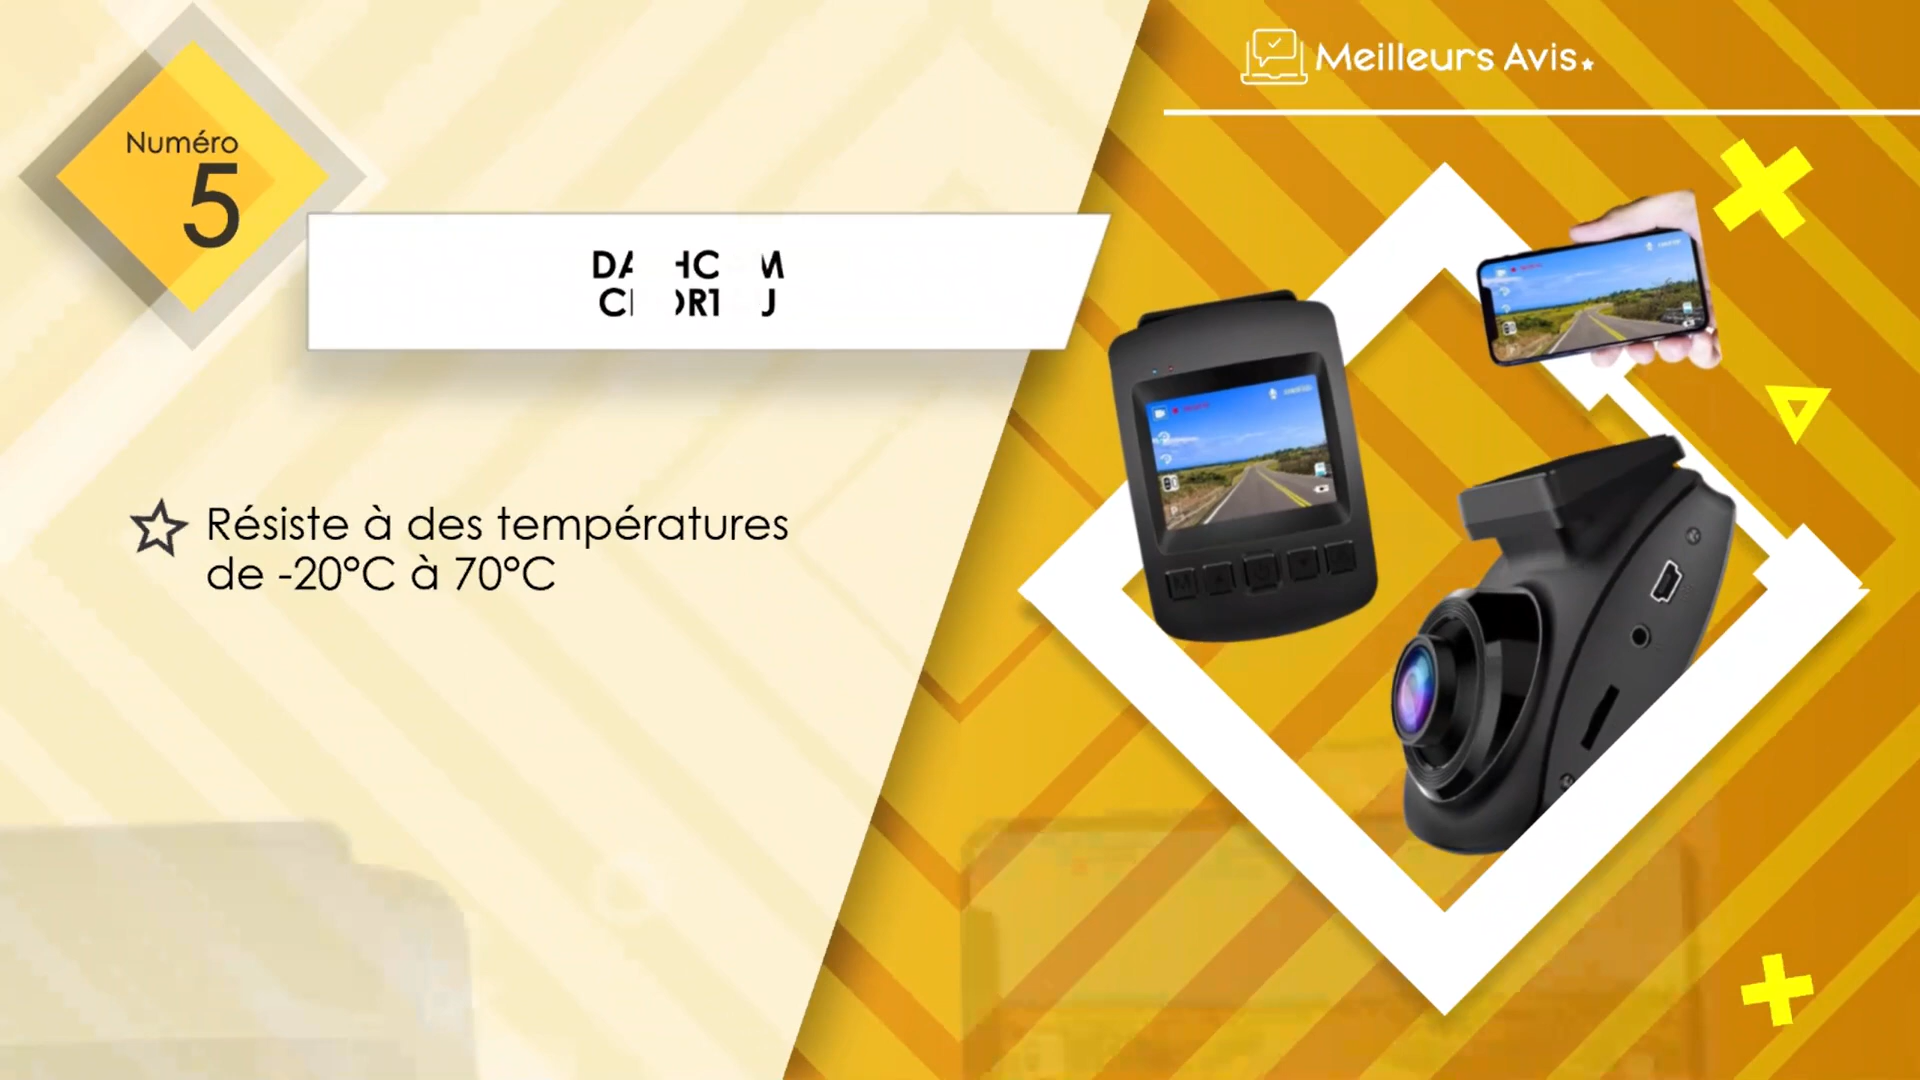 Numéro
5
Meilleurs Avis
Résiste à des températures
de -20°C à 70°C